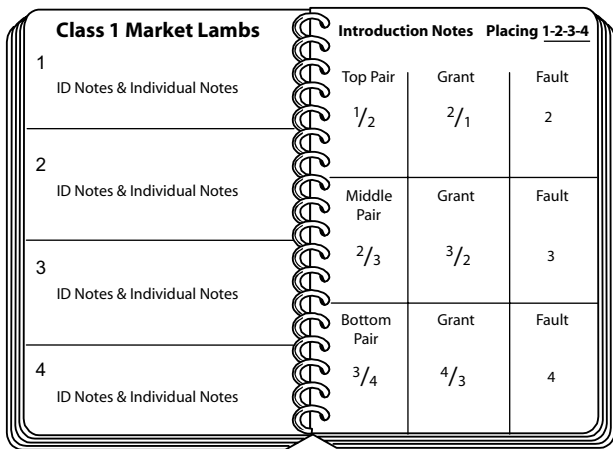 Class 1 Market Lambs
1
ID Notes & Individual Notes
2
ID Notes & Individual Notes
3
ID Notes & Individual Notes
4
ID Notes & Individual Notes
Introduction Notes Placing 1-2-3-4
Top Pair Grant Fault
1/2 2/1 2
Middle Grant Fault
Pair
2/3 3/2 3
Bottom Grant Fault
Pair
3/4 4/3 4